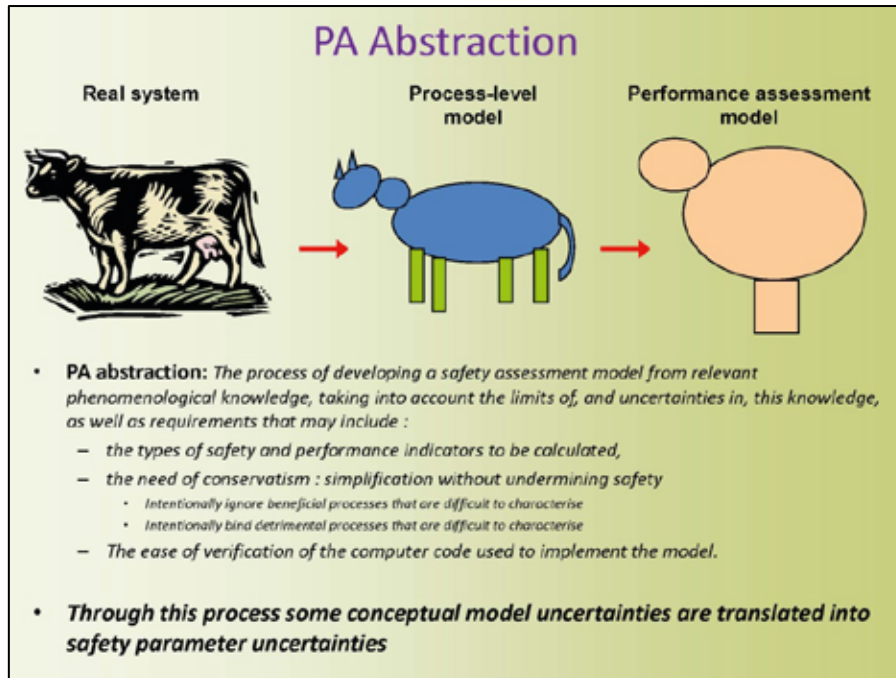 PA Abstraction
Real system
Process-level
model
Performance assessment
model
• PA abstraction: The process of developing a safety assessment model from relevant
phenomenological knowledge, taking into account the limits of, and uncertainties in, this knowledge,
as well as requirements that may include :
– the types of safety and performance indicators to be calculated,
– the need of conservatism : simplification without undermining safety
• Intentionally ignore beneficial processes that are difficult to characterise
• Intentionally bind detrimental processes that are difficult to characterise
– The ease of verification of the computer code used to implement the model.
• Through this process some conceptual model uncertainties are translated into
safety parameter uncertainties